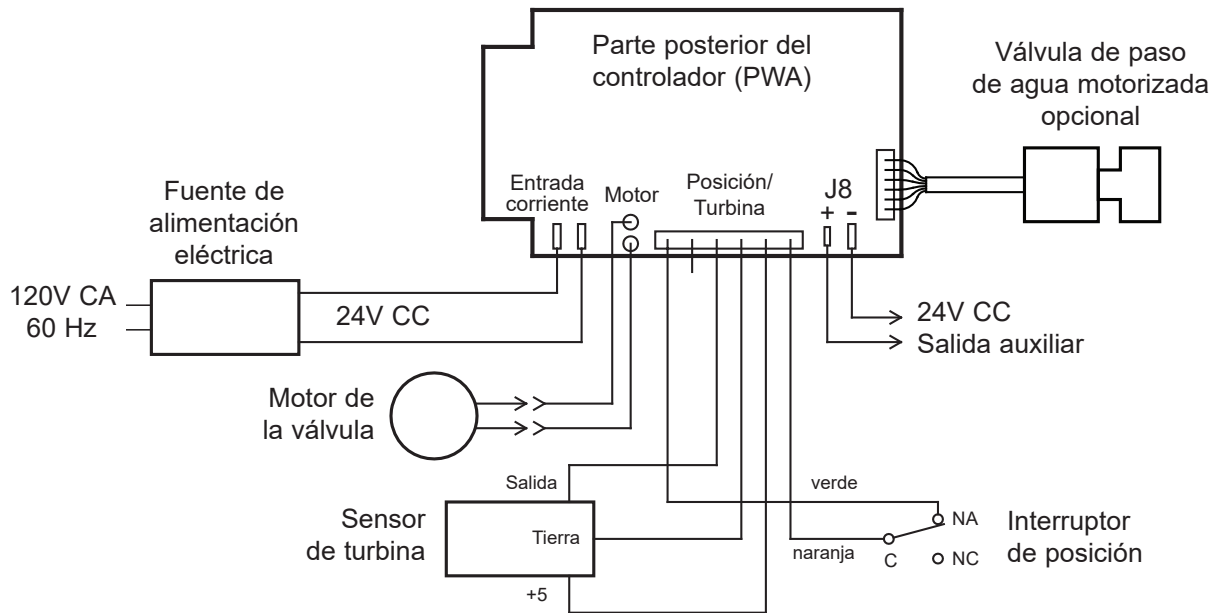 Parte posterior del
controlador (PWA)
Válvula de paso
de agua motorizada
opcional
Entrada
corriente
Motor
Posición/
Turbina
J8
+ -
Fuente de
alimentación
eléctrica
120V CA
60 Hz
24V CC
24V CC
Salida auxiliar
Motor de
la válvula
Salida
Sensor
de turbina
Tierra
+5
verde
naranja
C
NA
NC
Interruptor
de posición